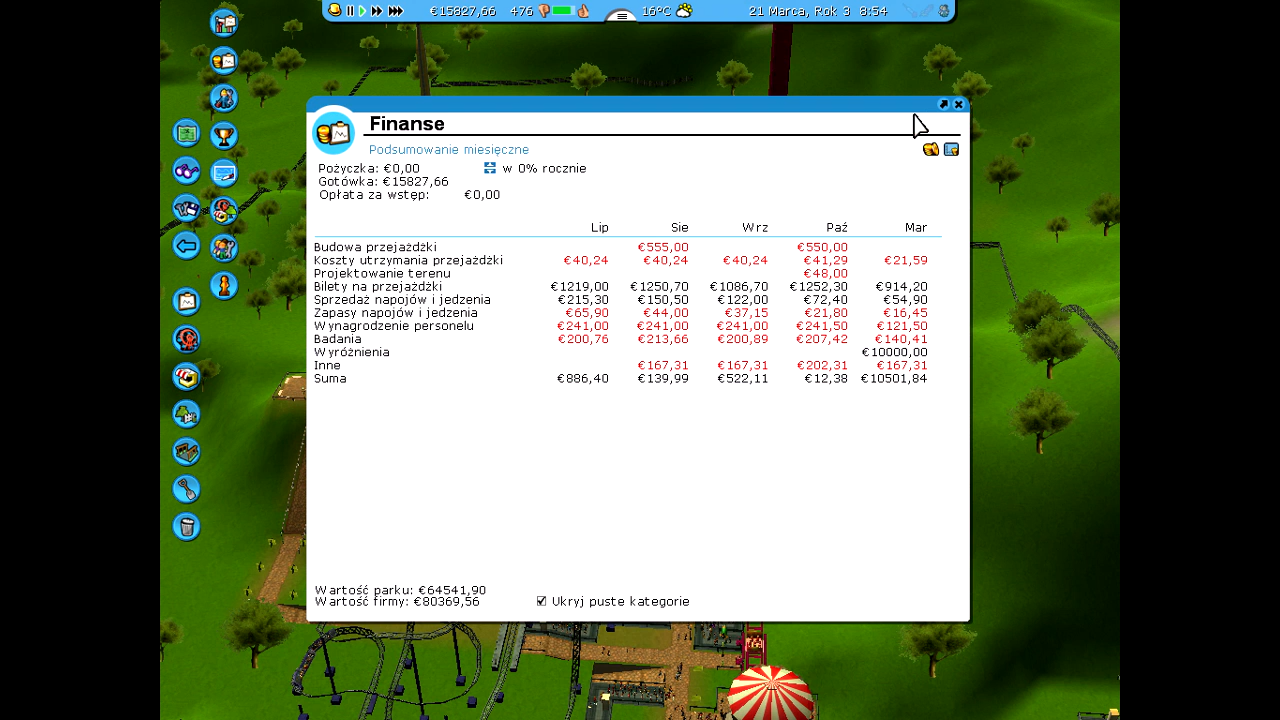 €15827,66 476 16°C 21 Marca, Rok 3 8:54
Finanse
Podsumowanie miesięczne
Pożyczka: €0,00 w 0% rocznie
Gotówka: €15827,66
Opłata za wstęp: €0,00
Lip Sie Wrz Paź Mar
Budowa przejażdżki €555,00 €550,00
Koszty utrzymania przejażdżki €40,24 €40,24 €40,24 €41,29 €21,59
Projektowanie terenu €48,00
Bilety na przejażdżki €1219,00 €1250,70 €1086,70 €1252,30 €914,20
Sprzedaż napojów i jedzenia €215,30 €150,50 €122,00 €72,40 €54,90
Zapasy napojów i jedzenia €65,90 €44,00 €37,15 €21,80 €16,45
Wynagrodzenie personelu €241,00 €241,00 €241,00 €241,50 €121,50
Badania €200,76 €213,66 €200,89 €207,42 €140,41
Wyróżnienia €10000,00
Inne €167,31 €167,31 €202,31 €167,31
Suma €886,40 €139,99 €522,11 €12,38 €10501,84
Wartość parku: €64541,90
Wartość firmy: €80369,56 Ukryj puste kategorie